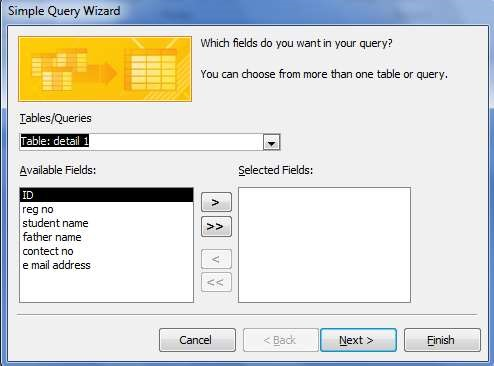 Simple Query Wizard
Which fields do you want in your query?
You can choose from more than one table or query.
Tables/Queries
Table: detail 1
Available Fields:
Selected Fields:
ID
reg no
student name
father name
contect no
e mail address
>
>>
<
<<
Cancel
< Back
Next >
Finish